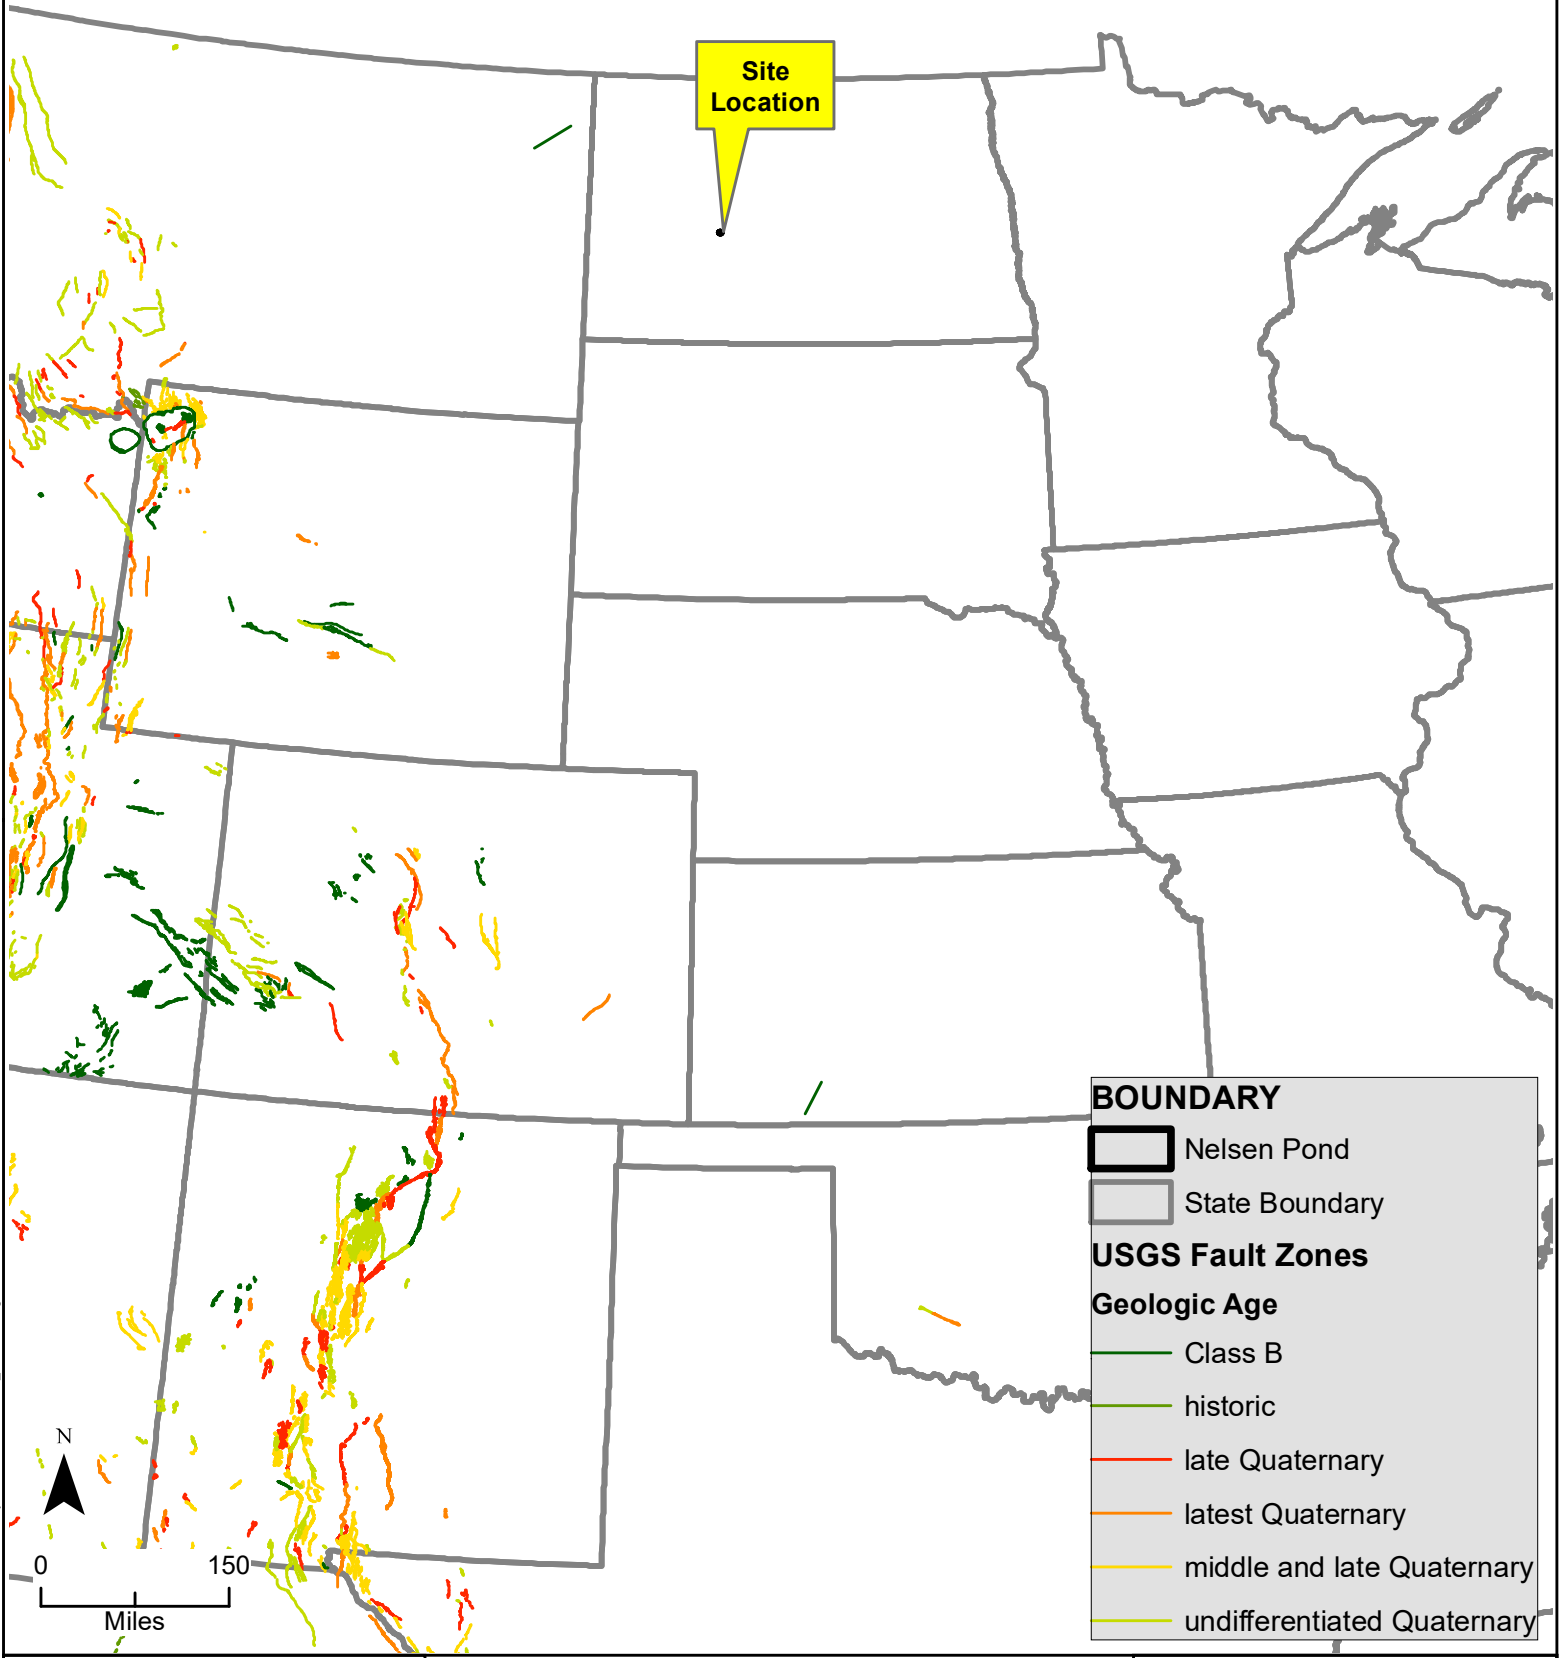 Site
Location
BOUNDARY
Nelsen Pond
State Boundary
USGS Fault Zones
Geologic Age
Class B
historic
late Quaternary
latest Quaternary
middle and late Quaternary
undifferentiated Quaternary
N
0 150
Miles